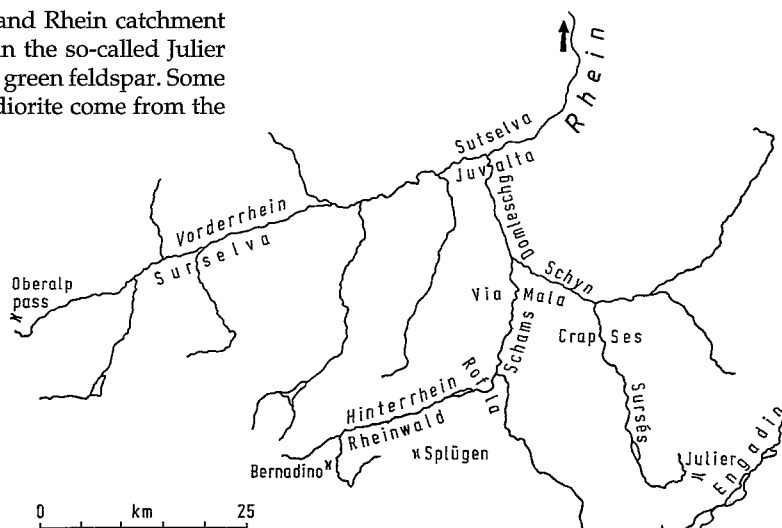 and Rhein catchment
in the so-called Julier
green feldspar. Some
diorite come from the
Rhein
Sutselva
Juvalta
Domleschg
Vorderrhein
Surselva
Oberalp
pass
Schyn
Via Mala
Crap Ses
Schams
Rofla
Hinterrhein
Rheinwald
Sursés
Splügen
Bernadino
Julier
Engadin
0 km 25